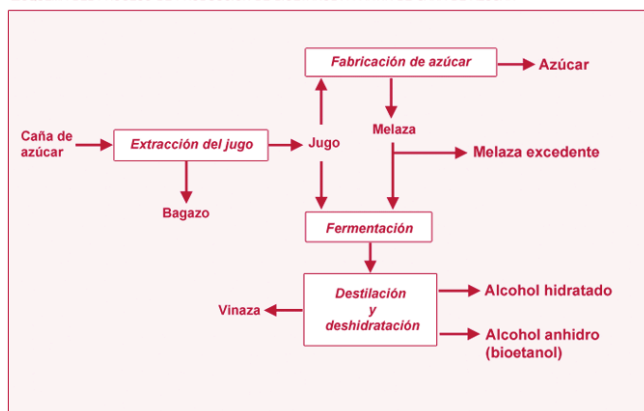 Fabricación de azúcar
Azúcar
Caña de
azúcar
Extracción del jugo
Jugo
Melaza
Melaza excedente
Bagazo
Fermentación
Destilación
y
deshidratación
Vinaza
Alcohol hidratado
Alcohol anhidro
(bioetanol)